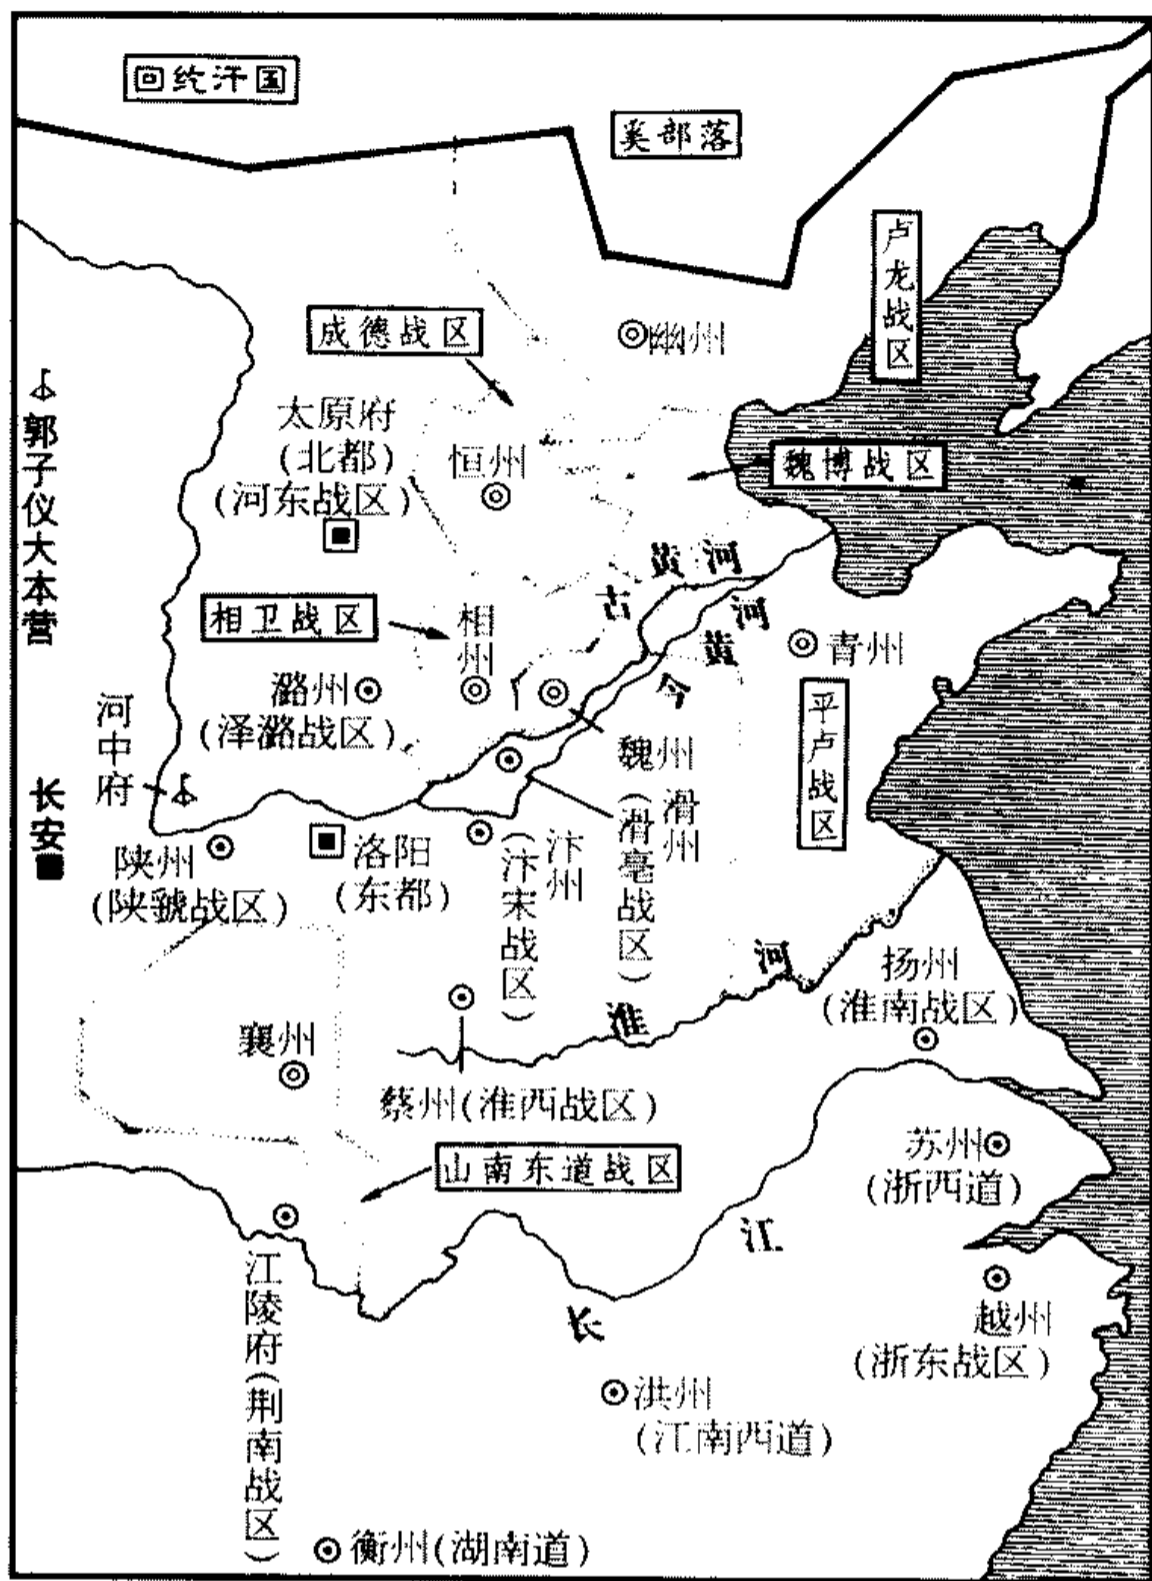 回纥汗国
奚部落
卢龙战区
成德战区
幽州
太原府
(北都)
(河东战区)
恒州
魏博战区
郭子仪大本营
古黄河
今黄河
相卫战区
相州
青州
潞州
(泽潞战区)
平卢战区
河中府
长安
魏州
滑州
(滑亳战区)
陕州
(陕虢战区)
洛阳
(东都)
汴州
(汴宋战区)
淮河
扬州
(淮南战区)
襄州
蔡州(淮西战区)
山南东道战区
苏州
(浙西道)
长江
江陵府(荆南战区)
越州
(浙东战区)
洪州
(江南西道)
衡州(湖南道)